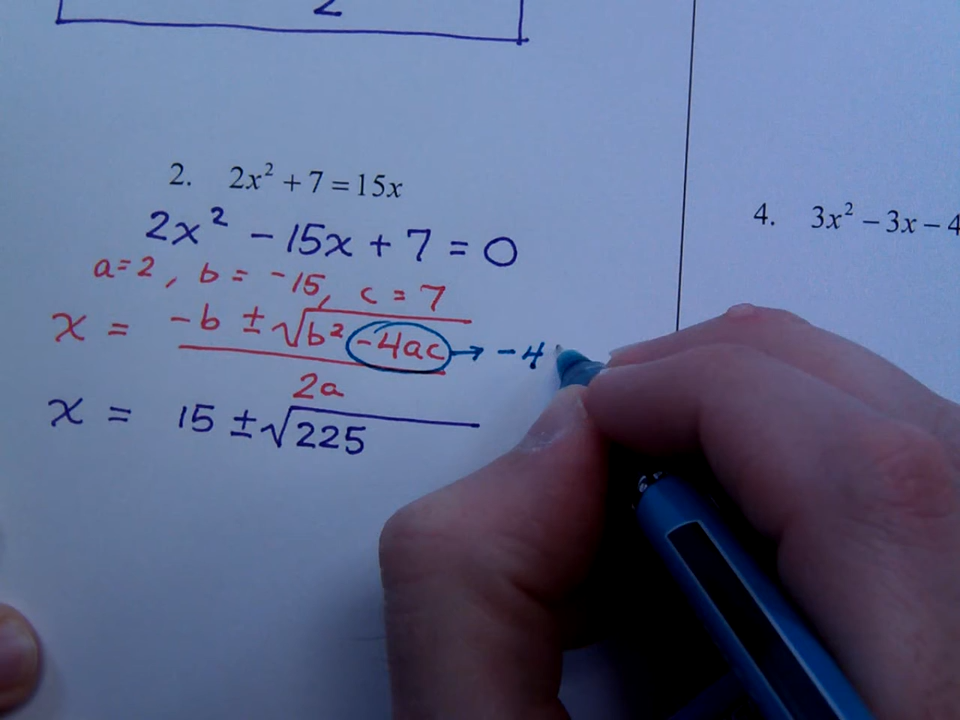 2
2. 2x² + 7 = 15x
2x² - 15x + 7 = 0
a = 2, b = -15, c = 7
x = -b ± √b² -4ac → -4
2a
x = 15 ± √225
4. 3x² − 3x − 4